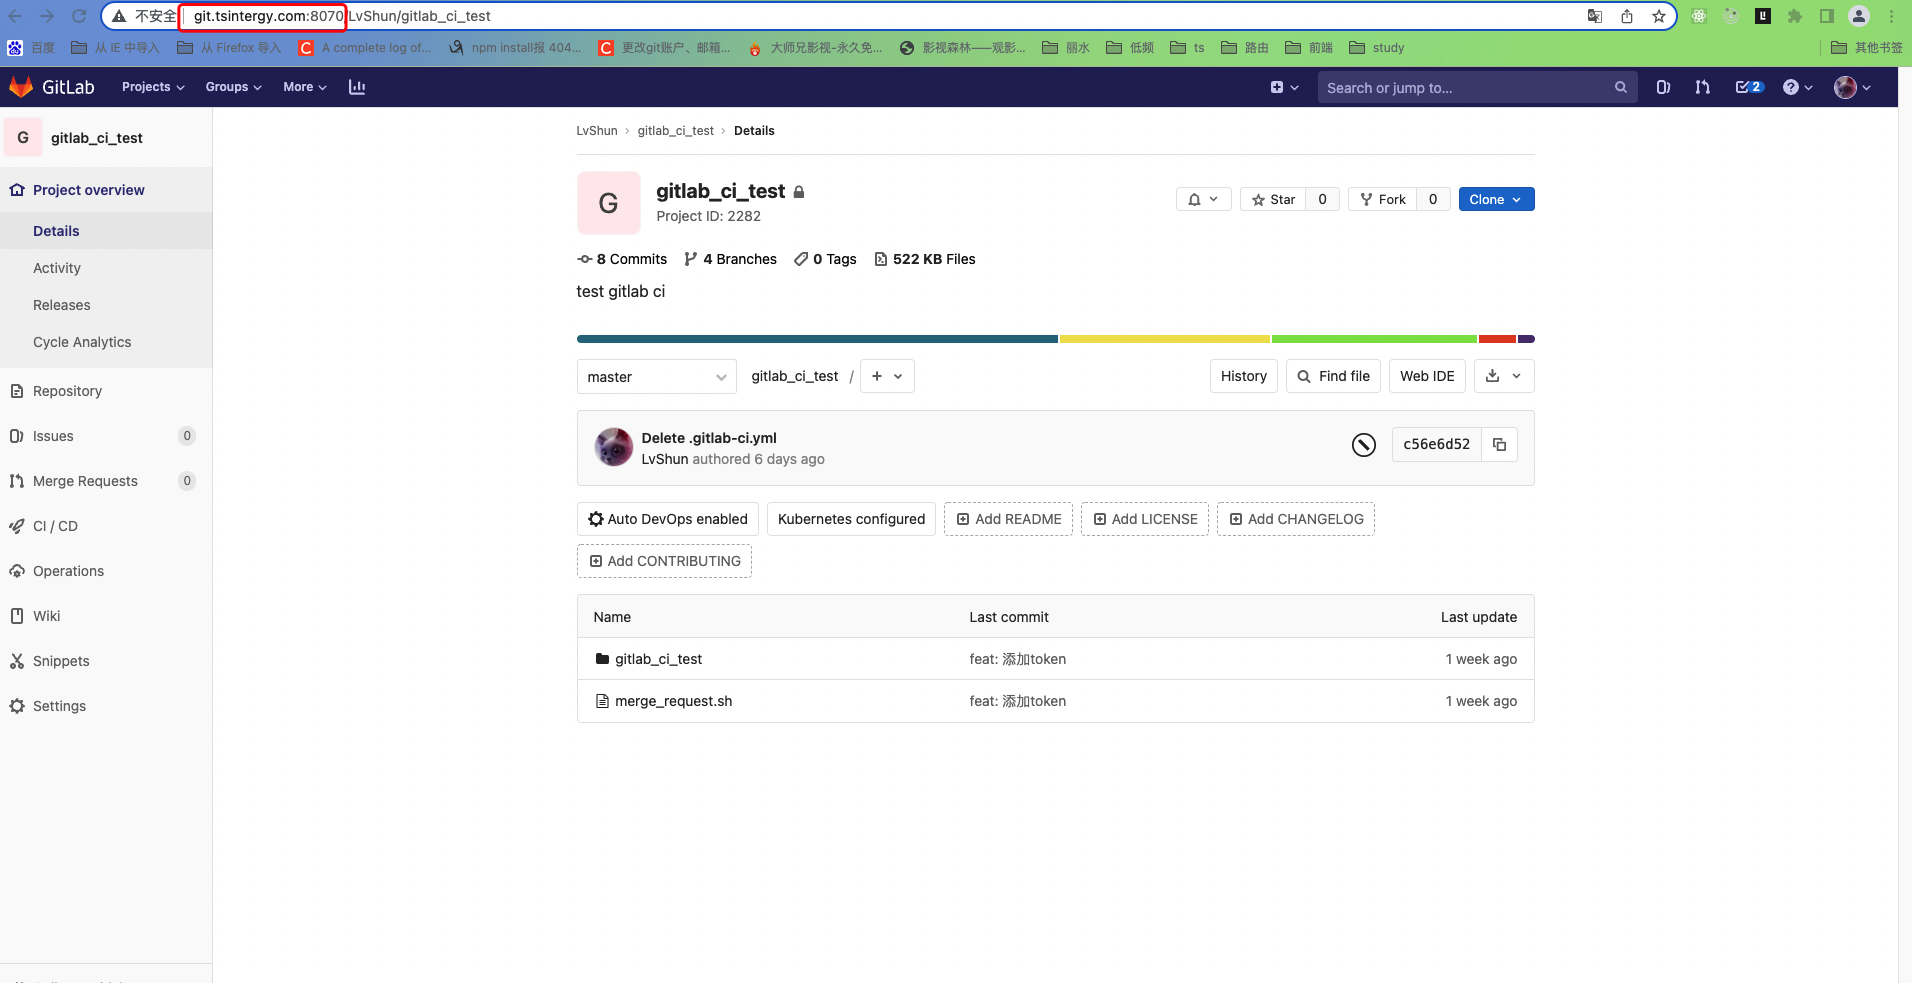 不安全 git.tsintergy.com:8070/LvShun/gitlab_ci_test
百度 从 IE 中导入 从 Firefox 导入 A complete log of... npm install报 404... 更改git账户、邮箱... 大师兄影视-永久免... 影视森林——观影... 丽水 低频 ts 路由 前端 study 其他书签
GitLab Projects Groups More Search or jump to... 2
G gitlab_ci_test
Project overview
Details
Activity
Releases
Cycle Analytics
Repository
Issues 0
Merge Requests 0
CI / CD
Operations
Wiki
Snippets
Settings
LvShun › gitlab_ci_test › Details
G
gitlab_ci_test
Project ID: 2282
Star 0 Fork 0 Clone
8 Commits 4 Branches 0 Tags 522 KB Files
test gitlab ci
master gitlab_ci_test / + History Find file Web IDE
Delete .gitlab-ci.yml
LvShun authored 6 days ago
c56e6d52
Auto DevOps enabled Kubernetes configured Add README Add LICENSE Add CHANGELOG
Add CONTRIBUTING
Name Last commit Last update
gitlab_ci_test feat: 添加token 1 week ago
merge_request.sh feat: 添加token 1 week ago